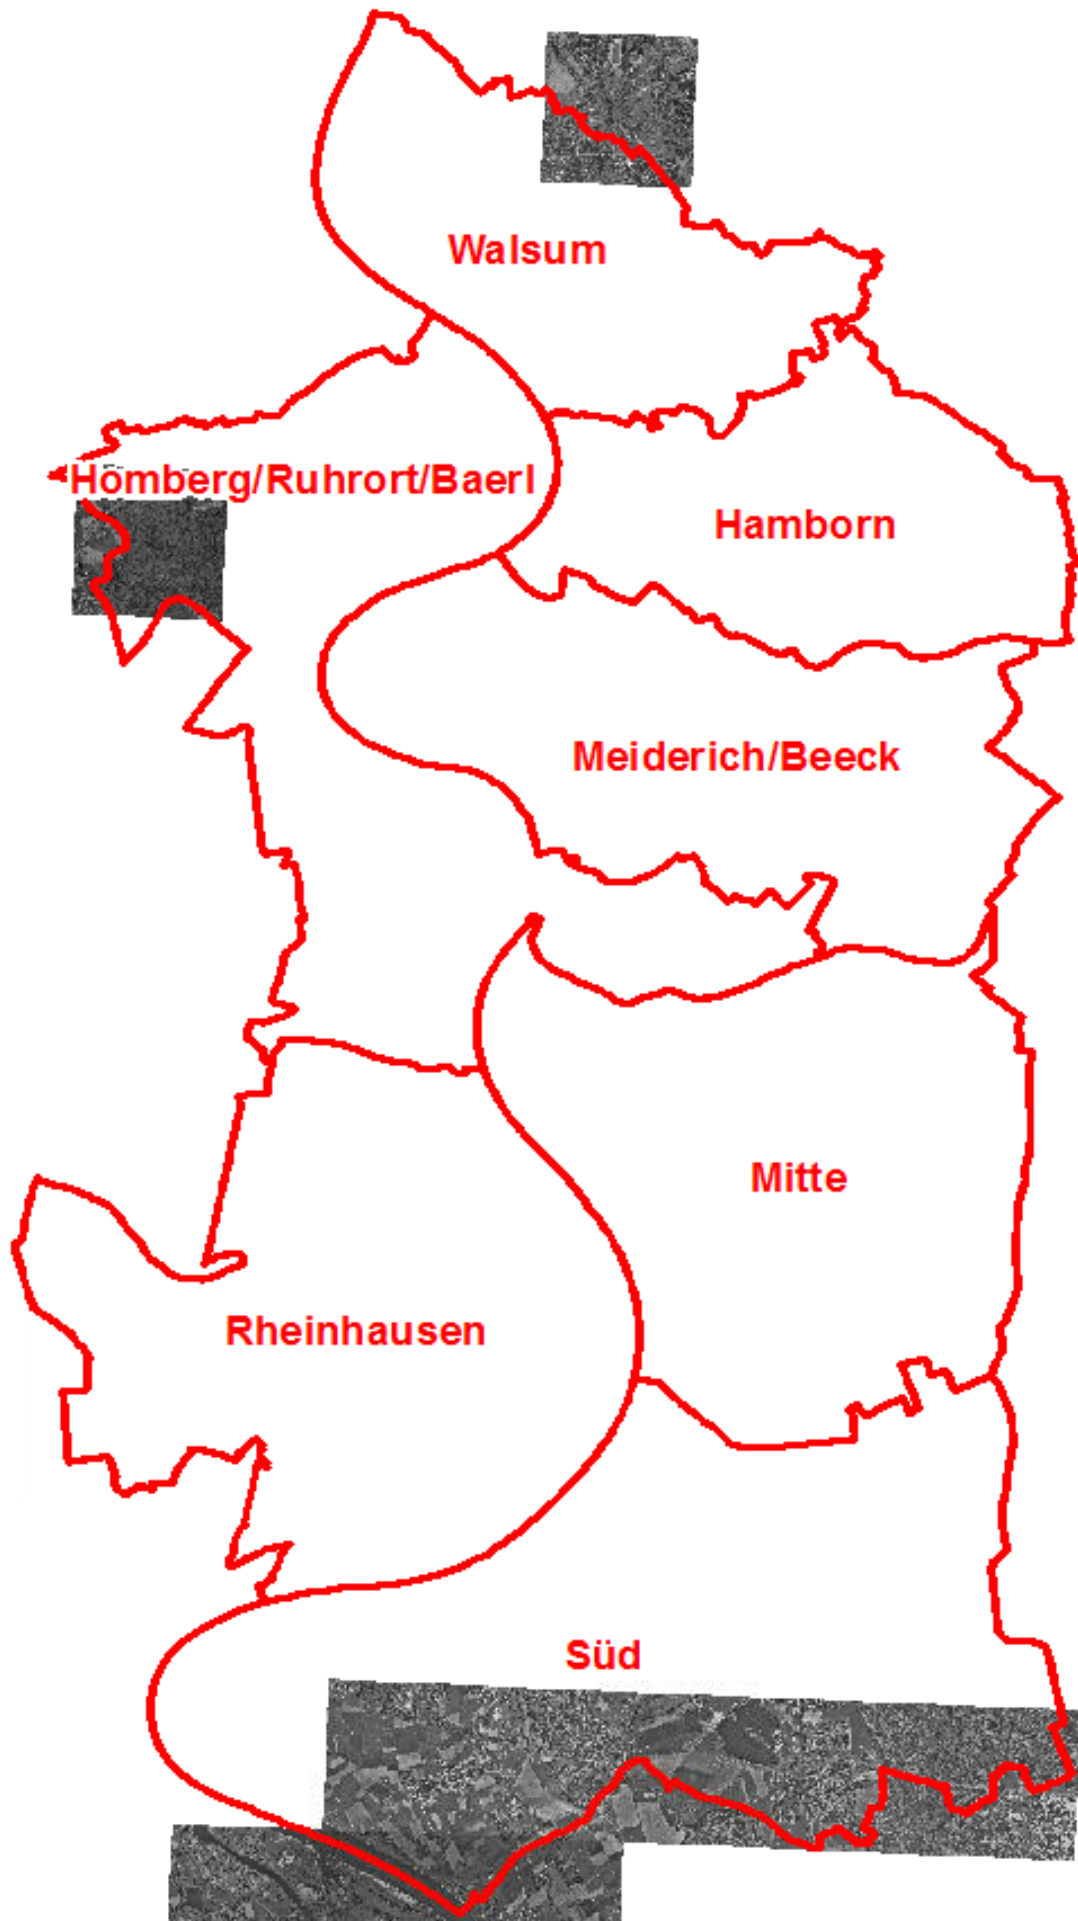 Walsum
Homberg/Ruhrort/Baerl
Hamborn
Meiderich/Beeck
Mitte
Rheinhausen
Süd